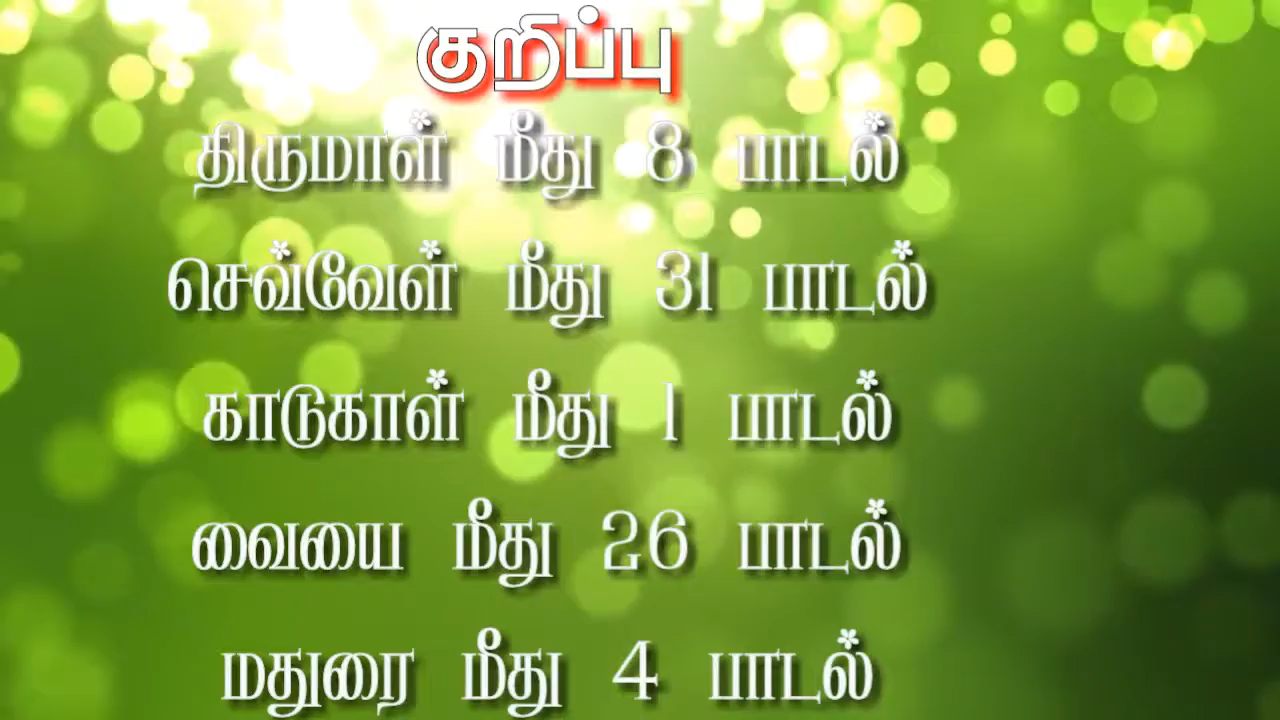 குறிப்பு
திருமாள் மீது 8 பாடல்
செவ்வேள் மீது 31 பாடல்
காடுகாள் மீது 1 பாடல்
வையை மீது 26 பாடல்
மதுரை மீது 4 பாடல்